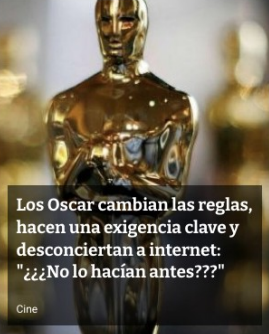 Los Oscar cambian las reglas,
hacen una exigencia clave y
desconciertan a internet:
"¿¿¿No lo hacían antes???"
Cine